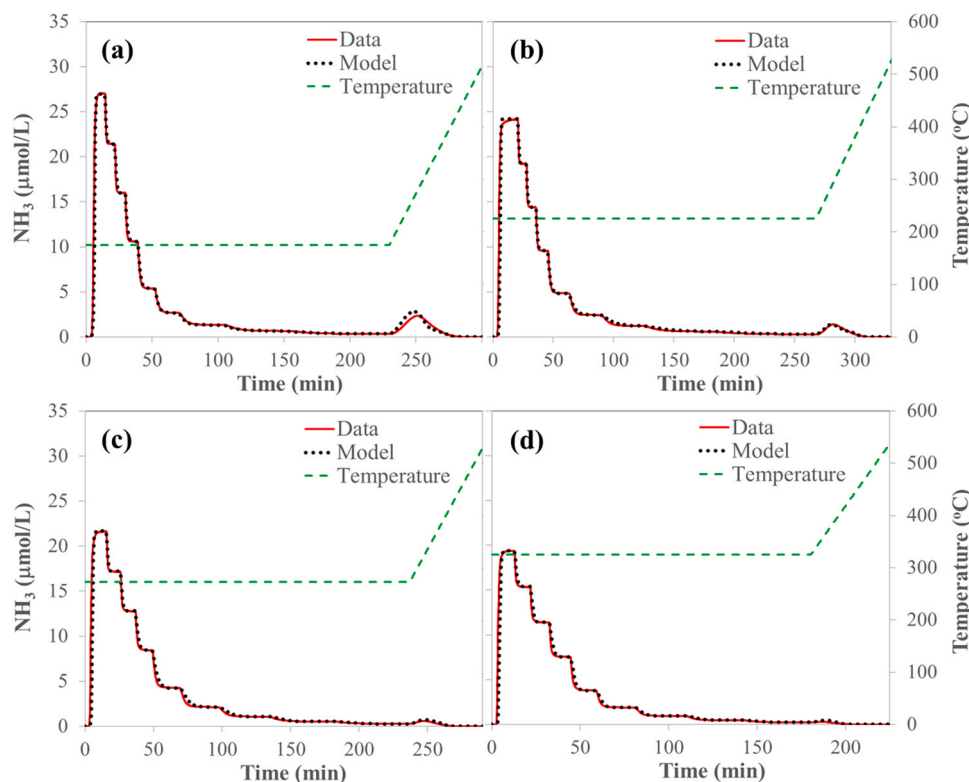 (a)
Data
Model
Temperature
NH3 (μmol/L)
35
30
25
20
15
10
5
0
0 50 100 150 200 250
Time (min)
(b)
Data
Model
Temperature
600
500
400
300
200
100
0
Temperature (°C)
0 50 100 150 200 250 300
Time (min)
(c)
Data
Model
Temperature
NH3 (μmol/L)
35
30
25
20
15
10
5
0
0 50 100 150 200 250
Time (min)
(d)
Data
Model
Temperature
600
500
400
300
200
100
0
Temperature (°C)
0 50 100 150 200
Time (min)